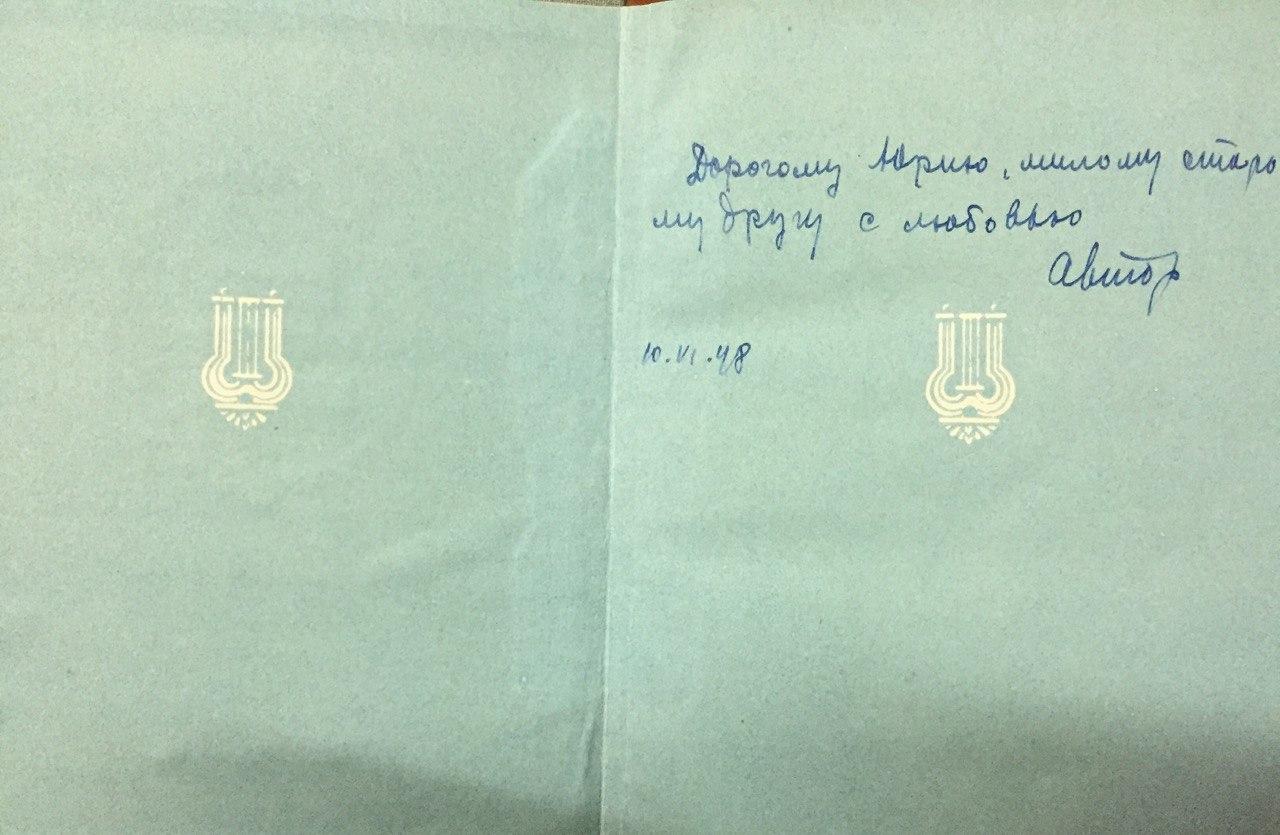 Дорогому Юрию, милому старо
му другу с любовью
Автор
10.VI.48